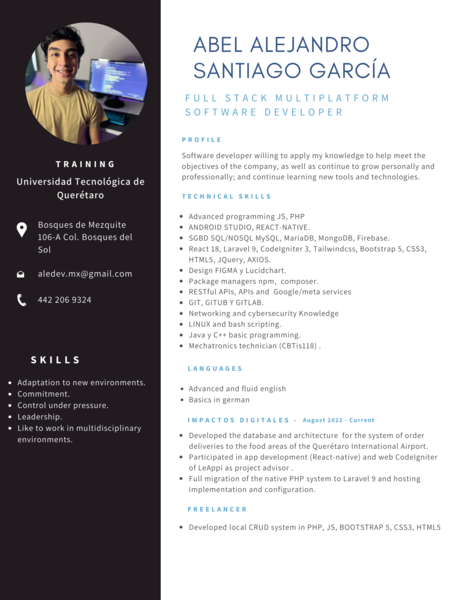 ABEL ALEJANDRO
SANTIAGO GARCÍA
FULL STACK MULTIPLATFORM
SOFTWARE DEVELOPER
TRAINING
Universidad Tecnológica de
Querétaro
Bosques de Mezquite
106-A Col. Bosques del
Sol
aledev.mx@gmail.com
442 206 9324
SKILLS
Adaptation to new environments.
Commitment.
Control under pressure.
Leadership.
Like to work in multidisciplinary
environments.
PROFILE
Software developer willing to apply my knowledge to help meet the
objectives of the company, as well as continue to grow personally and
professionally; and continue learning new tools and technologies.
TECHNICAL SKILLS
Advanced programming JS, PHP
ANDROID STUDIO, REACT-NATIVE.
SGBD SQL/NOSQL MySQL, MariaDB, MongoDB, Firebase.
React 18, Laravel 9, CodeIgniter 3, Tailwindcss, Bootstrap 5, CSS3,
HTML5, JQuery, AXIOS.
Design FIGMA y Lucidchart.
Package managers npm, composer.
RESTful APIs, APIs and Google/meta services
GIT, GITUB Y GITLAB.
Networking and cybersecurity Knowledge
LINUX and bash scripting.
Java y C++ basic programming.
Mechatronics technician (CBTis118) .
LANGUAGES
Advanced and fluid english
Basics in german
IMPACTOS DIGITALES - August 2022 - Current
Developed the database and architecture for the system of order
deliveries to the food areas of the Querétaro International Airport.
Participated in app development (React-native) and web CodeIgniter
of LeAppi as project advisor .
Full migration of the native PHP system to Laravel 9 and hosting
implementation and configuration.
FREELANCER
Developed local CRUD system in PHP, JS, BOOTSTRAP 5, CSS3, HTML5